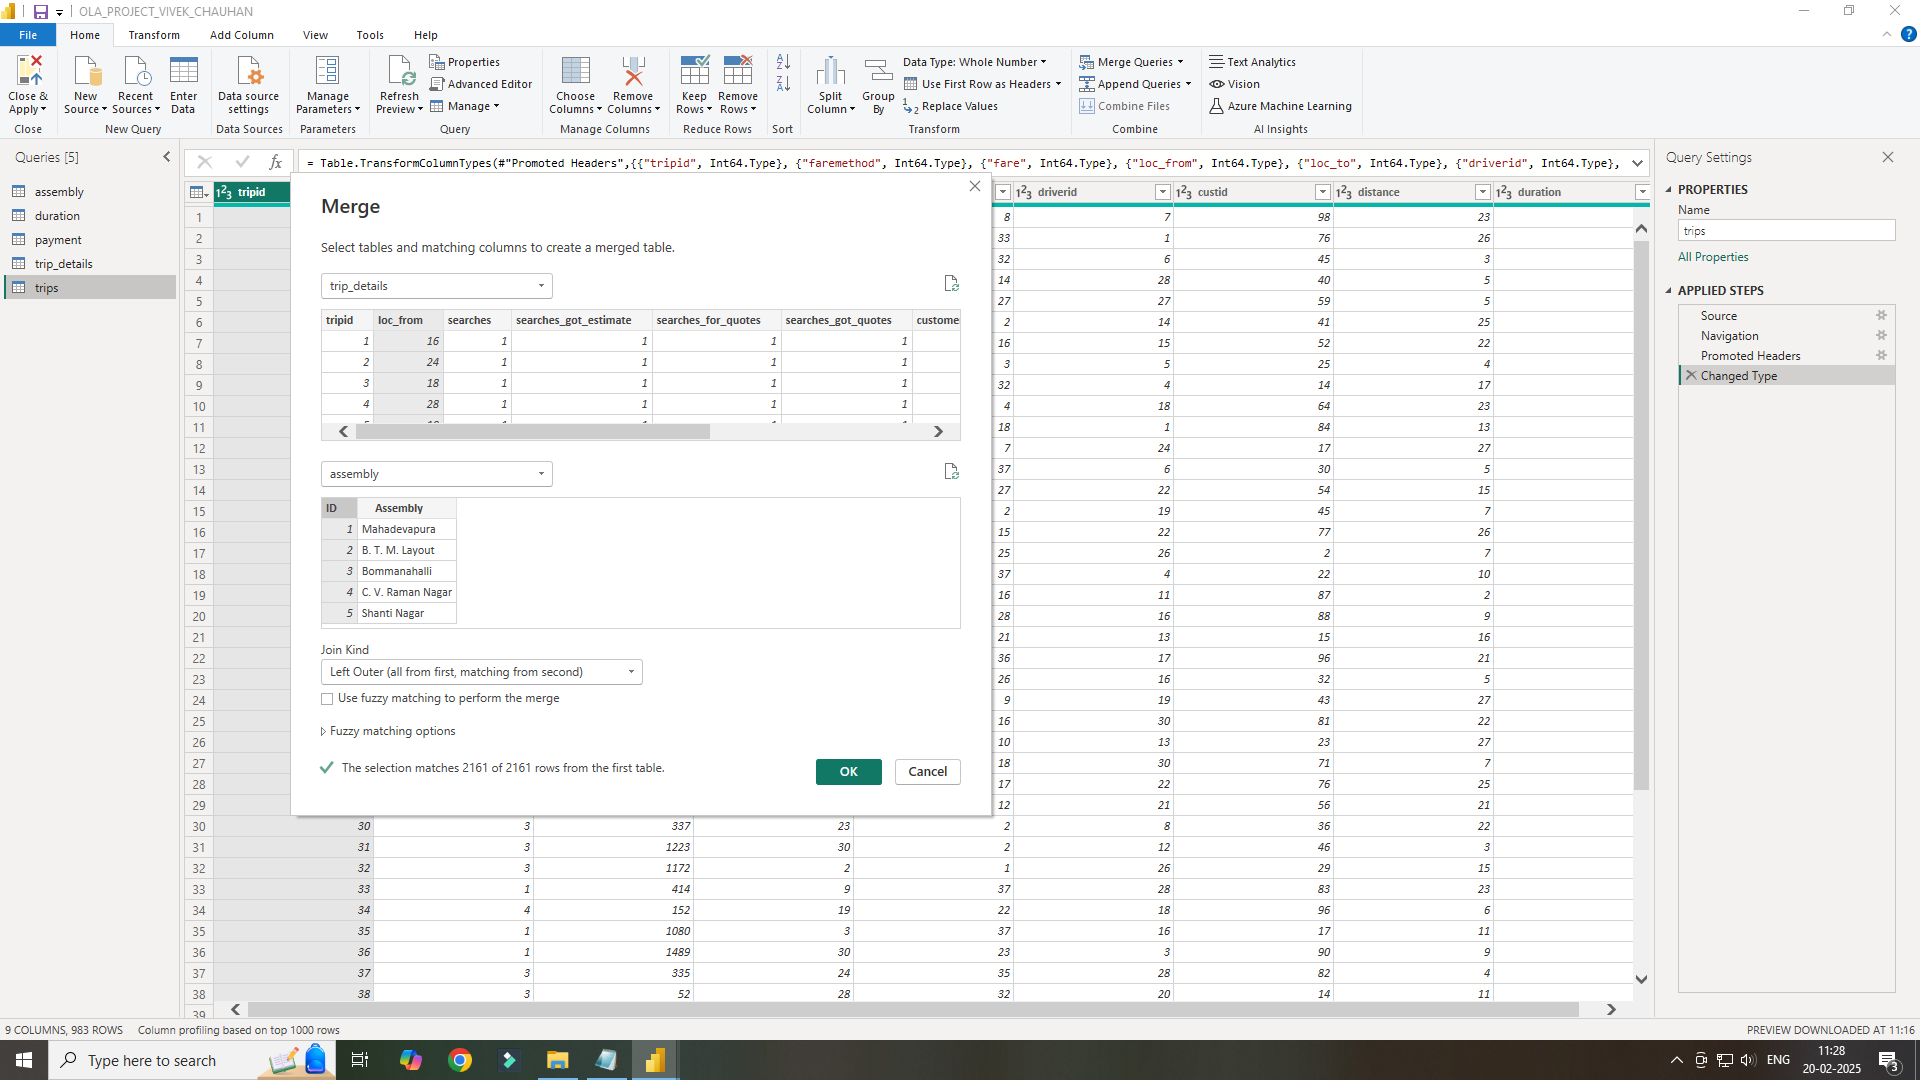 OLA_PROJECT_VIVEK_CHAUHAN
File Home Transform Add Column View Tools Help
Close & Apply
New Source
Recent Sources
Enter Data
Data source settings
Manage Parameters
Refresh Preview
Properties
Advanced Editor
Manage
Choose Columns
Remove Columns
Keep Rows
Remove Rows
Split Column
Group By
Data Type: Whole Number
Use First Row as Headers
Replace Values
Merge Queries
Append Queries
Combine Files
Text Analytics
Vision
Azure Machine Learning
Close New Query Data Sources Parameters Query Manage Columns Reduce Rows Sort Transform Combine AI Insights
Queries [5]
assembly
duration
payment
trip_details
trips
= Table.TransformColumnTypes(#"Promoted Headers",{{"tripid", Int64.Type}, {"faremethod", Int64.Type}, {"fare", Int64.Type}, {"loc_from", Int64.Type}, {"loc_to", Int64.Type}, {"driverid", Int64.Type},
tripid driverid custid distance duration
1 8 7 98 23
2 33 1 76 26
3 32 6 45 3
4 14 28 40 5
5 27 27 59 5
6 2 14 41 25
7 16 15 52 22
8 3 5 25 4
9 32 4 14 17
10 4 18 64 23
11 18 1 84 13
12 7 24 17 27
13 37 6 30 5
14 27 22 54 15
15 2 19 45 7
16 15 22 77 26
17 25 26 2 7
18 37 4 22 10
19 16 11 87 2
20 28 16 88 9
21 21 13 15 16
22 36 17 96 21
23 26 16 32 5
24 9 19 43 27
25 16 30 81 22
26 10 13 23 27
27 18 30 71 7
28 17 22 76 25
29 12 21 56 21
30 30 3 337 23 2 8 36 22
31 31 3 1223 30 2 12 46 3
32 32 3 1172 2 1 26 29 15
33 33 1 414 9 37 28 83 23
34 34 4 152 19 22 18 96 6
35 35 1 1080 3 37 16 17 11
36 36 1 1489 30 23 3 90 9
37 37 3 335 24 35 28 82 4
38 38 3 52 28 32 20 14 11
39
Merge
Select tables and matching columns to create a merged table.
trip_details
tripid loc_from searches searches_got_estimate searches_for_quotes searches_got_quotes custome
1 16 1 1 1 1
2 24 1 1 1 1
3 18 1 1 1 1
4 28 1 1 1 1
assembly
ID Assembly
1 Mahadevapura
2 B. T. M. Layout
3 Bommanahalli
4 C. V. Raman Nagar
5 Shanti Nagar
Join Kind
Left Outer (all from first, matching from second)
Use fuzzy matching to perform the merge
Fuzzy matching options
The selection matches 2161 of 2161 rows from the first table.
OK Cancel
Query Settings
PROPERTIES
Name
trips
All Properties
APPLIED STEPS
Source
Navigation
Promoted Headers
Changed Type
9 COLUMNS, 983 ROWS Column profiling based on top 1000 rows
PREVIEW DOWNLOADED AT 11:16
Type here to search
ENG
11:28
20-02-2025
3